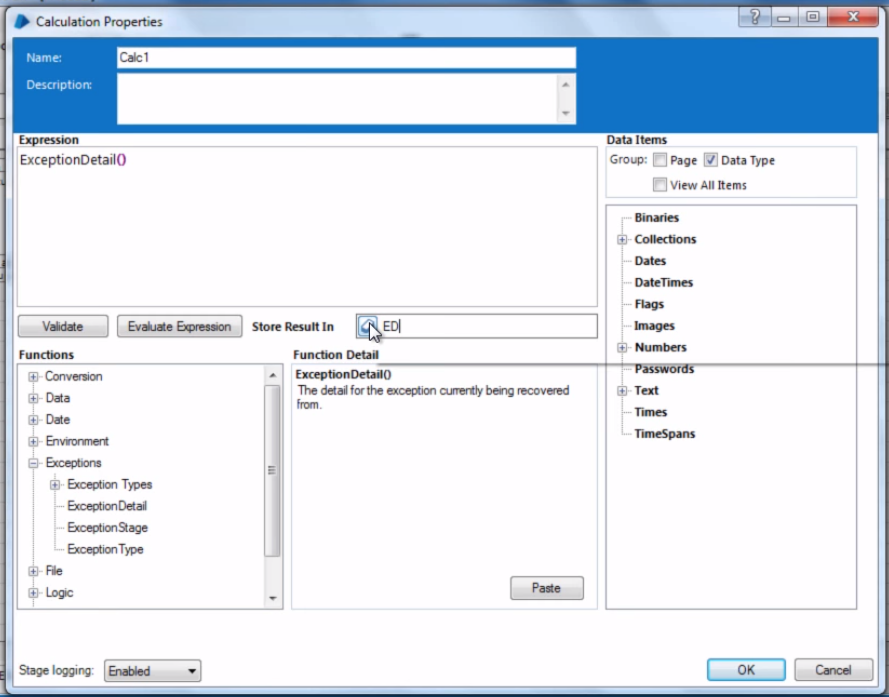 Calculation Properties
?
Name: Calc1
Description:
Expression
ExceptionDetail()
Data Items
Group: Page Data Type
View All Items
Binaries
Collections
Dates
DateTimes
Flags
Images
Numbers
Passwords
Text
Times
TimeSpans
Validate Evaluate Expression Store Result In ED
Functions
Conversion
Data
Date
Environment
Exceptions
Exception Types
ExceptionDetail
ExceptionStage
ExceptionType
File
Logic
Function Detail
ExceptionDetail()
The detail for the exception currently being recovered
from.
Paste
Stage logging: Enabled
OK Cancel